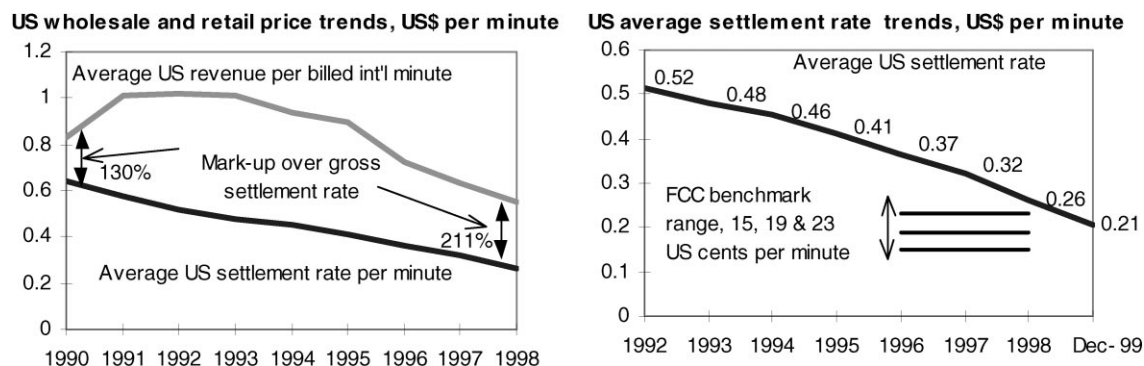 US wholesale and retail price trends, US$ per minute
1.2
1
0.8
0.6
0.4
0.2
0
Average US revenue per billed int'l minute
130%
Mark-up over gross
settlement rate
211%
Average US settlement rate per minute
1990 1991 1992 1993 1994 1995 1996 1997 1998
US average settlement rate trends, US$ per minute
0.6
0.5
0.4
0.3
0.2
0.1
0
Average US settlement rate
0.52
0.48
0.46
0.41
0.37
0.32
0.26
0.21
FCC benchmark
range, 15, 19 & 23
US cents per minute
1992 1993 1994 1995 1996 1997 1998 Dec- 99